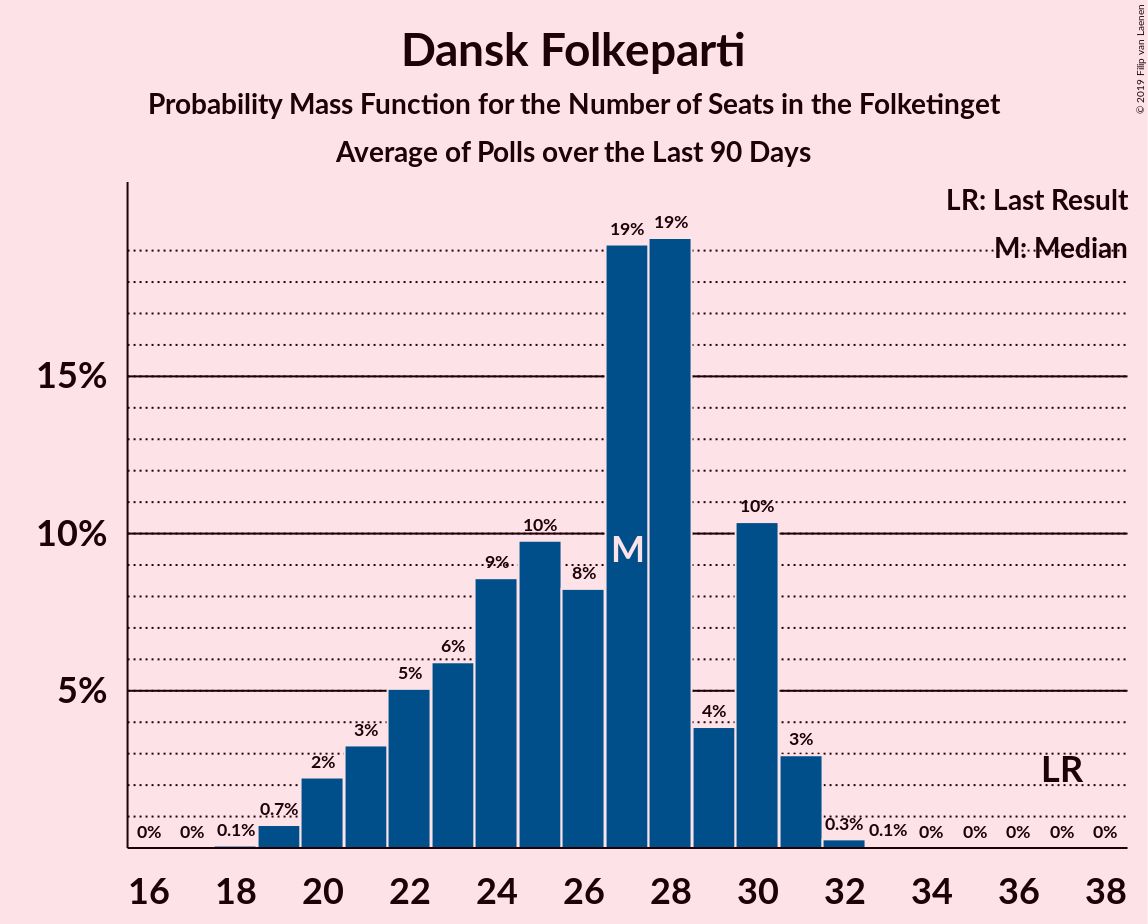 Dansk Folkeparti
Probability Mass Function for the Number of Seats in the Folketinget
Average of Polls over the Last 90 Days
© 2019 Filip van Laenen
LR: Last Result
M: Median
15%
10%
5%
0%
0%
0.1%
0.7%
2%
3%
5%
6%
9%
10%
8%
19%
19%
4%
10%
3%
0.3%
0.1%
0%
0%
0%
0%
0%
M
LR
16 18 20 22 24 26 28 30 32 34 36 38